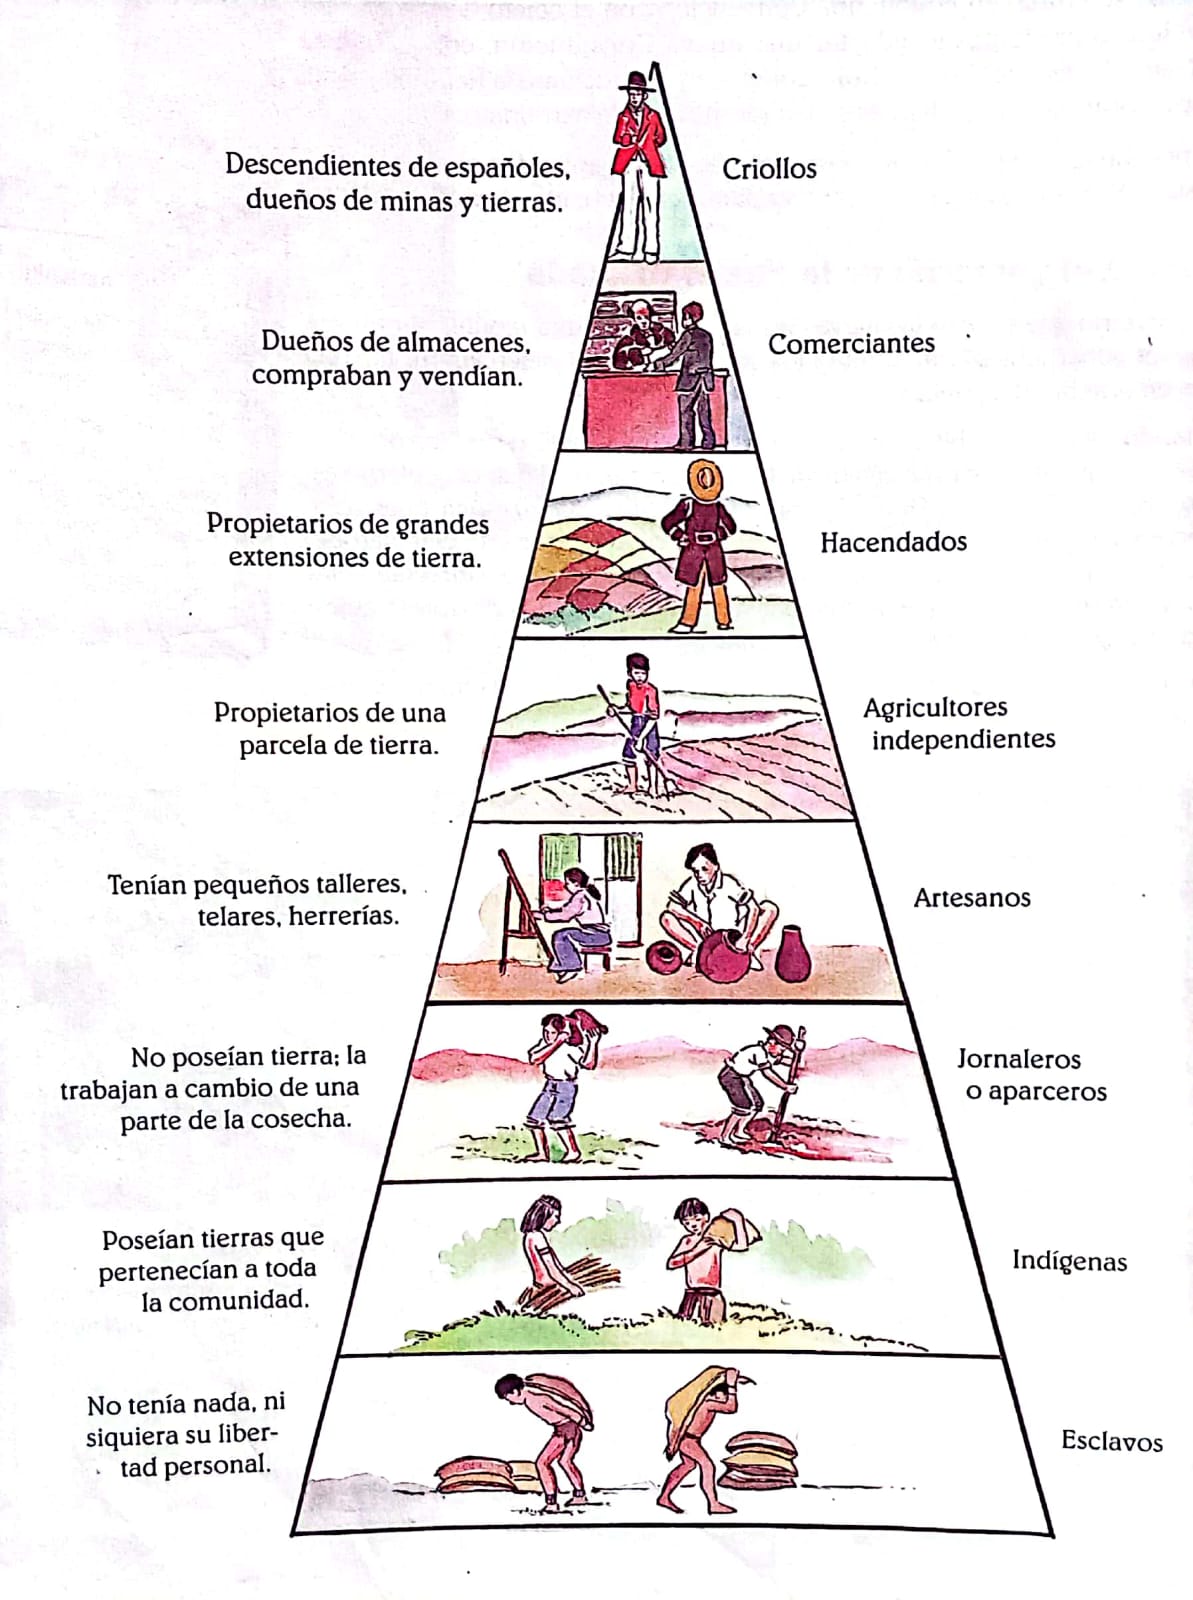 Descendientes de españoles,
dueños de minas y tierras.
Criollos
Dueños de almacenes,
compraban y vendían.
Comerciantes
Propietarios de grandes
extensiones de tierra.
Hacendados
Propietarios de una
parcela de tierra.
Agricultores
independientes
Tenían pequeños talleres,
telares, herrerías.
Artesanos
No poseían tierra; la
trabajan a cambio de una
parte de la cosecha.
Jornaleros
o aparceros
Poseían tierras que
pertenecían a toda
la comunidad.
Indígenas
No tenía nada, ni
siquiera su liber-
tad personal.
Esclavos